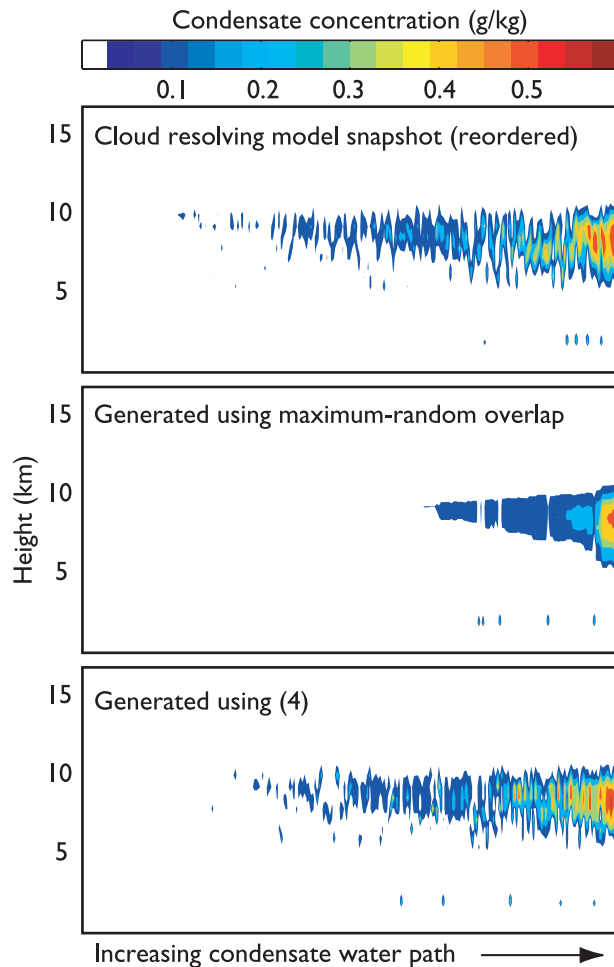 Condensate concentration (g/kg)
0.1 0.2 0.3 0.4 0.5
15
Cloud resolving model snapshot (reordered)
10
5
15
Generated using maximum-random overlap
10
Height (km)
5
15
Generated using (4)
10
5
Increasing condensate water path